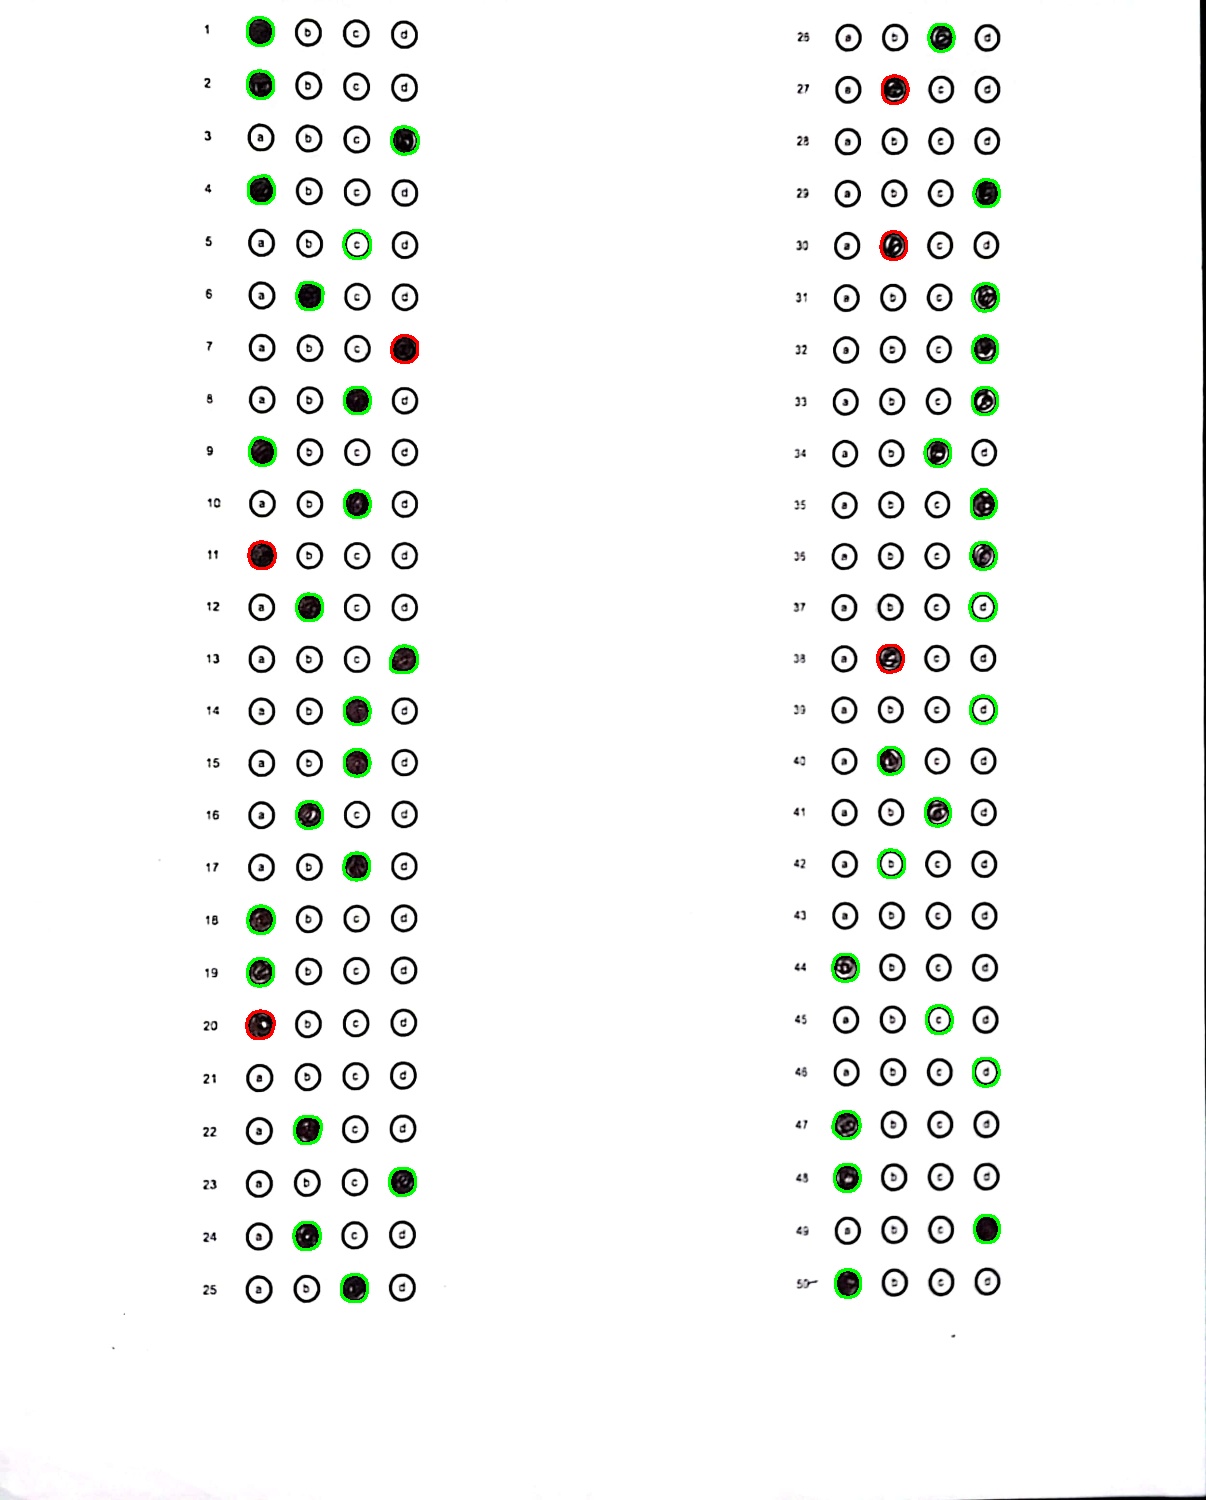 1 b c d
2 b c d
3 a b c
4 b c d
5 a b c d
6 a c d
7 a b c
8 a b d
9 b c d
10 a b d
11 b c d
12 a c d
13 a b c
14 a b d
15 a b d
16 a c d
17 a b d
18 b c d
19 b c d
20 b c d
21 a b c d
22 a c d
23 a b c
24 a c d
25 a b d
26 a b d
27 a c d
28 a b c d
29 a b c
30 a c d
31 a b c
32 a b c
33 a b c
34 a b d
35 a b c
36 a b c
37 a b c d
38 a c d
39 a b c d
40 a c d
41 a b d
42 a b c d
43 a b c d
44 b c d
45 a b c d
46 a b c d
47 b c d
48 b c d
49 a b c
50 b c d